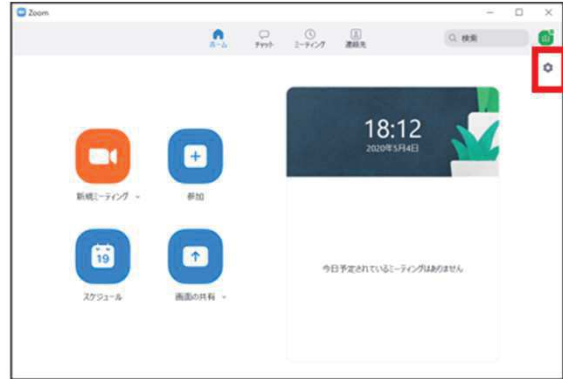 Zoom
ホーム チャット ミーティング 連絡先 検索
18:12
2020年5月4日
新規ミーティング 参加
19
スケジュール 画面の共有
今日予定されているミーティングはありません